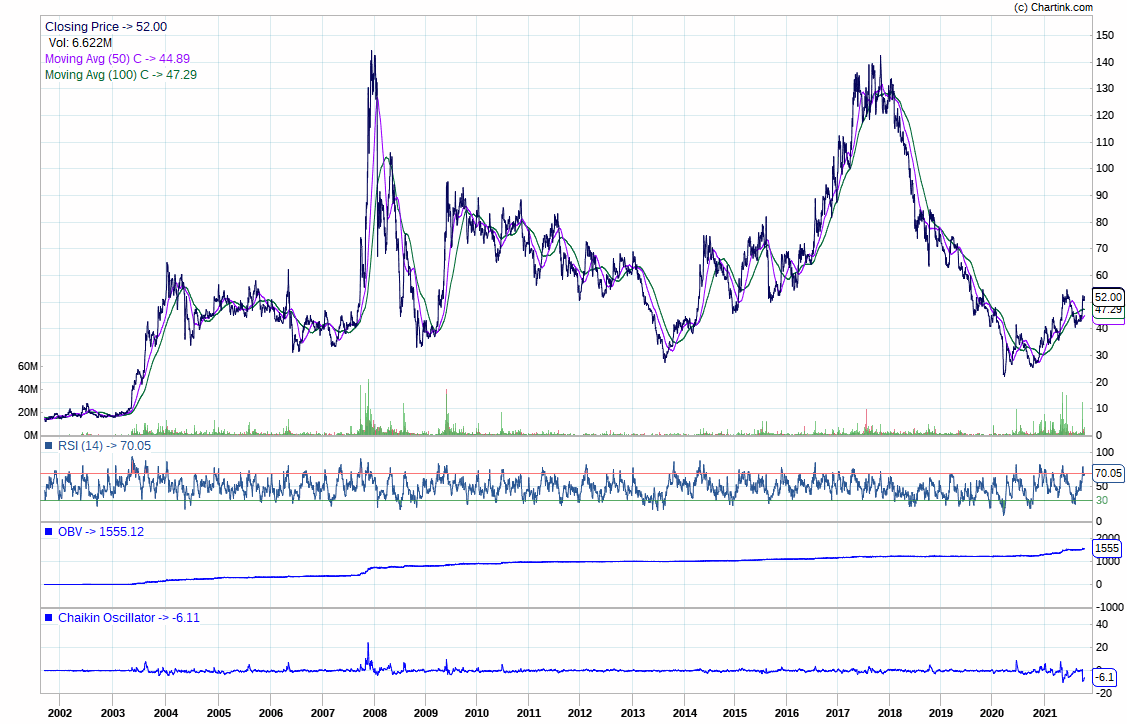 (c) Chartink.com
Closing Price -> 52.00
Vol: 6.622M
Moving Avg (50) C -> 44.89
Moving Avg (100) C -> 47.29
150
140
130
120
110
100
90
80
70
60
52.00
47.29
40
30
20
10
0
60M
40M
20M
0M
RSI (14) -> 70.05
100
70.05
50
30
0
OBV -> 1555.12
2000
1555
1000
0
-1000
Chaikin Oscillator -> -6.11
40
20
0
-6.1
-20
2002 2003 2004 2005 2006 2007 2008 2009 2010 2011 2012 2013 2014 2015 2016 2017 2018 2019 2020 2021